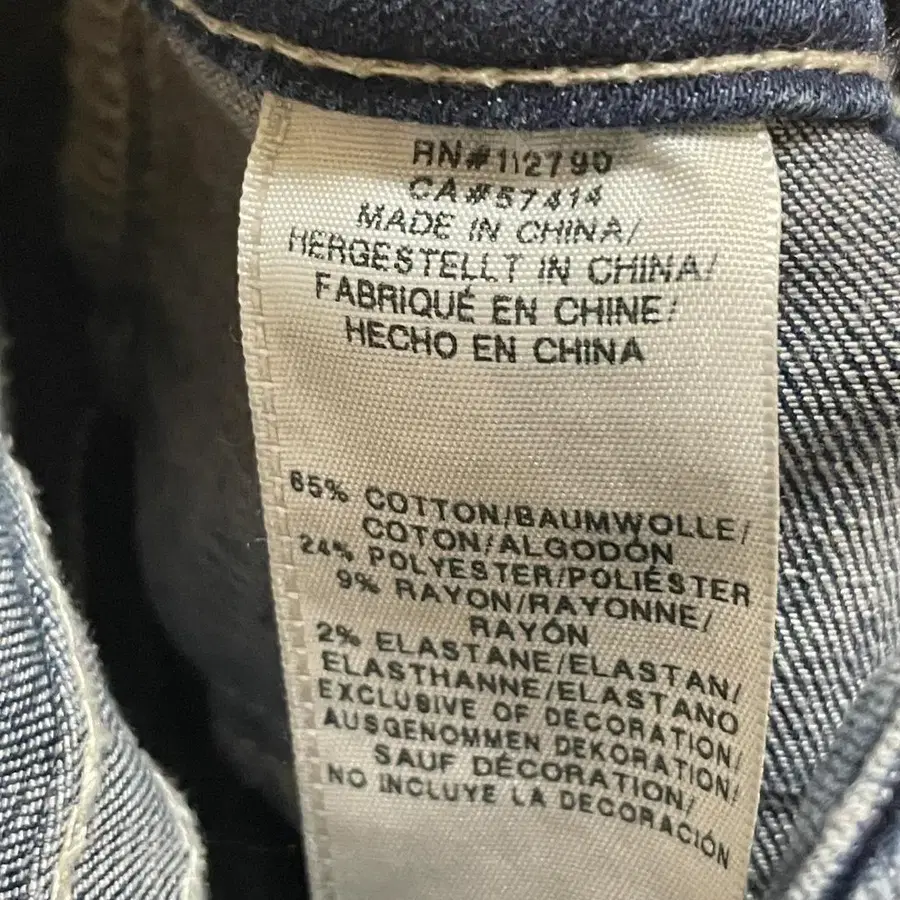 RN#112790
CA#57414
MADE IN CHINA/
HERGESTELLT IN CHINA/
FABRIQUÉ EN CHINE/
HECHO EN CHINA
65% COTTON/BAUMWOLLE/
COTON/ALGODÓN
24% POLYESTER/POLIÉSTER
9% RAYON/RAYONNE/
RAYÓN
2% ELASTANE/ELASTAN/
ELASTHANNE/ELASTANO
EXCLUSIVE OF DECORATION/
AUSGENOMMEN DEKORATION/
SAUF DÉCORATION/
NO INCLUYE LA DECORACIÓN